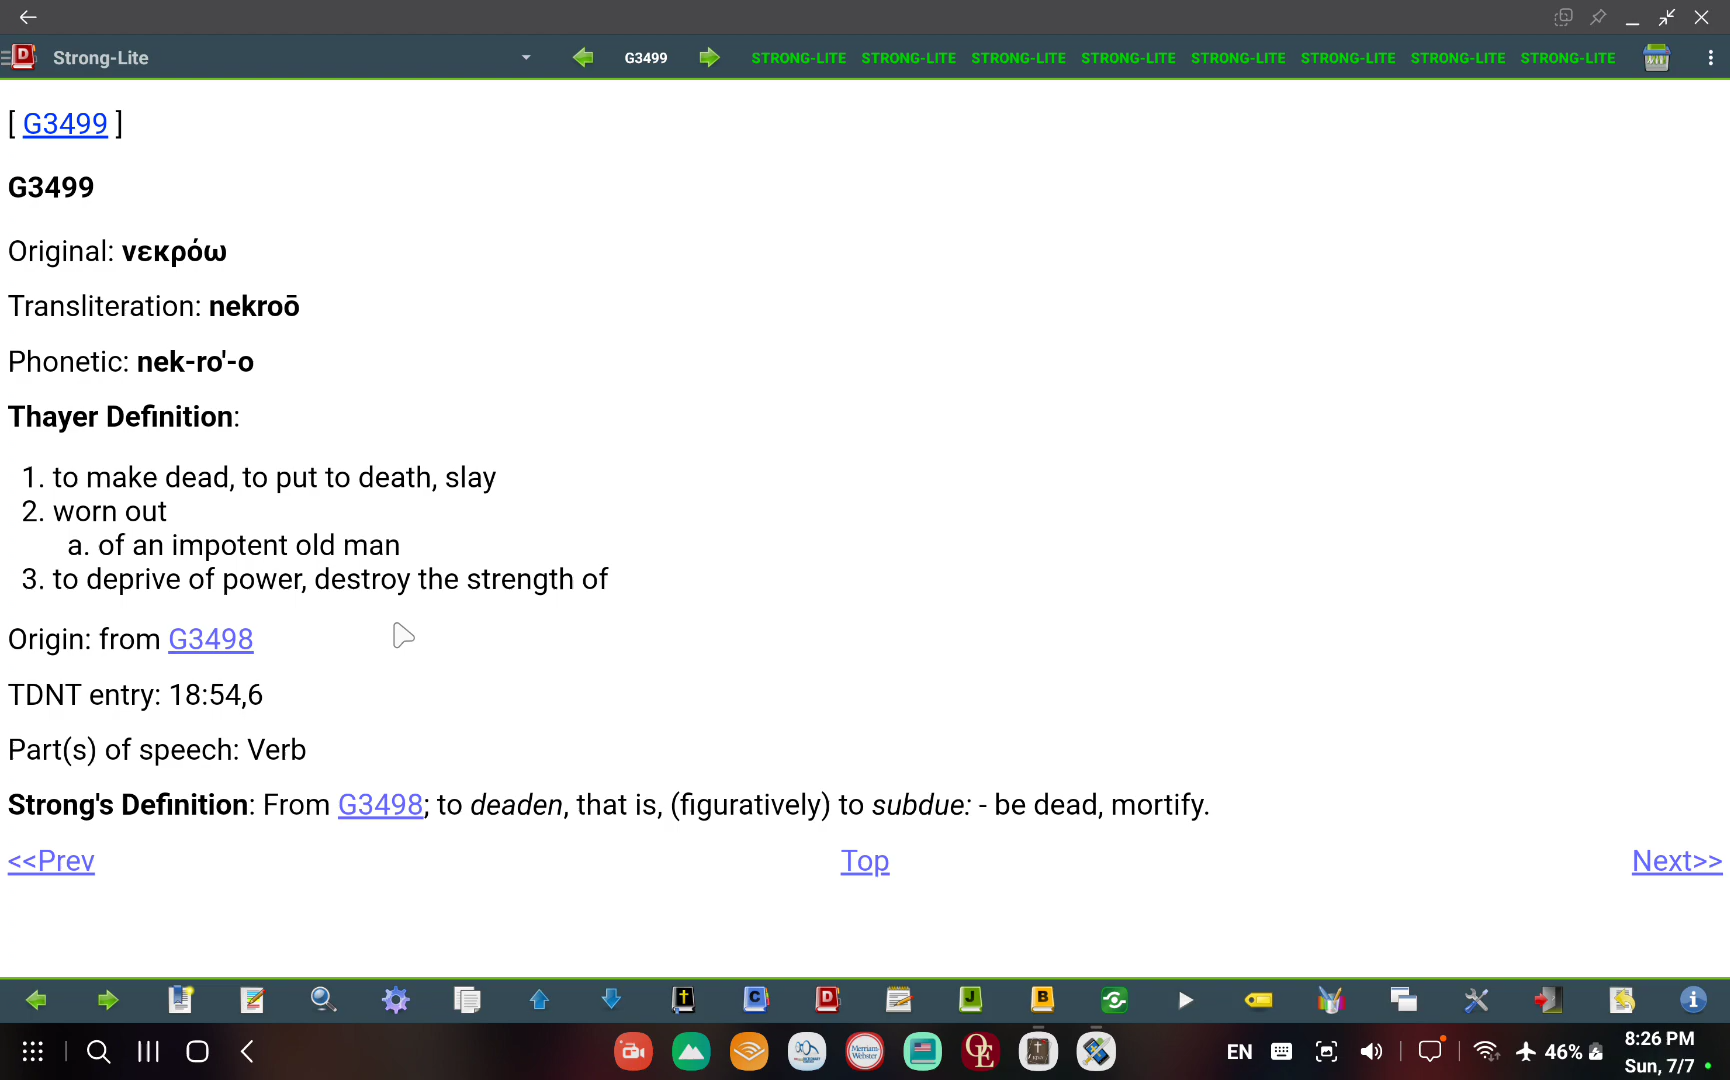 Strong-Lite G3499 STRONG-LITE STRONG-LITE STRONG-LITE STRONG-LITE STRONG-LITE STRONG-LITE STRONG-LITE STRONG-LITE
[ G3499 ]
G3499
Original: νεκρόω
Transliteration: nekroō
Phonetic: nek-ro'-o
Thayer Definition:
1. to make dead, to put to death, slay
2. worn out
a. of an impotent old man
3. to deprive of power, destroy the strength of
Origin: from G3498
TDNT entry: 18:54,6
Part(s) of speech: Verb
Strong's Definition: From G3498; to deaden, that is, (figuratively) to subdue: - be dead, mortify.
<<Prev Top Next>>
EN 46% 8:26 PM
Sun, 7/7